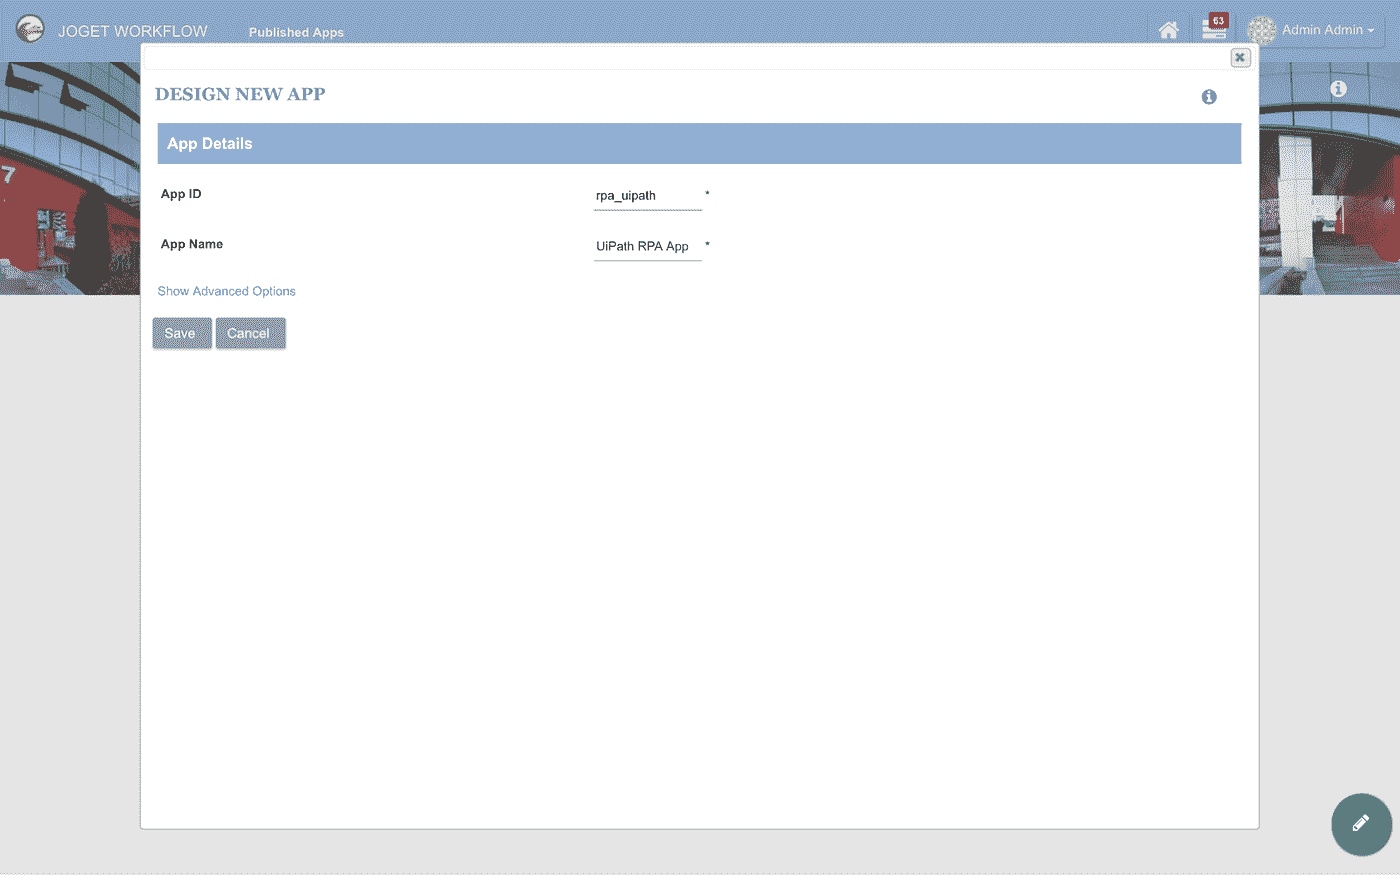 JOGET WORKFLOW
Published Apps
63
Admin Admin
DESIGN NEW APP
App Details
App ID
rpa_uipath *
App Name
UiPath RPA App *
Show Advanced Options
Save
Cancel
7